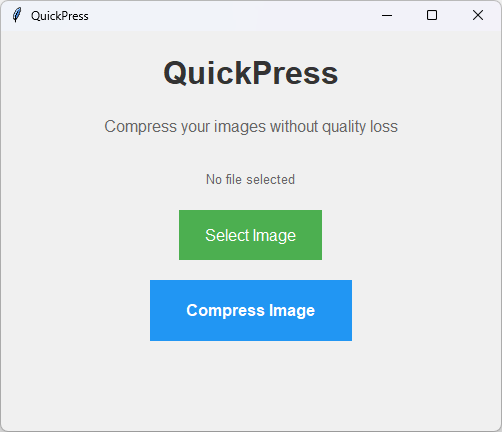 QuickPress
QuickPress
Compress your images without quality loss
No file selected
Select Image
Compress Image